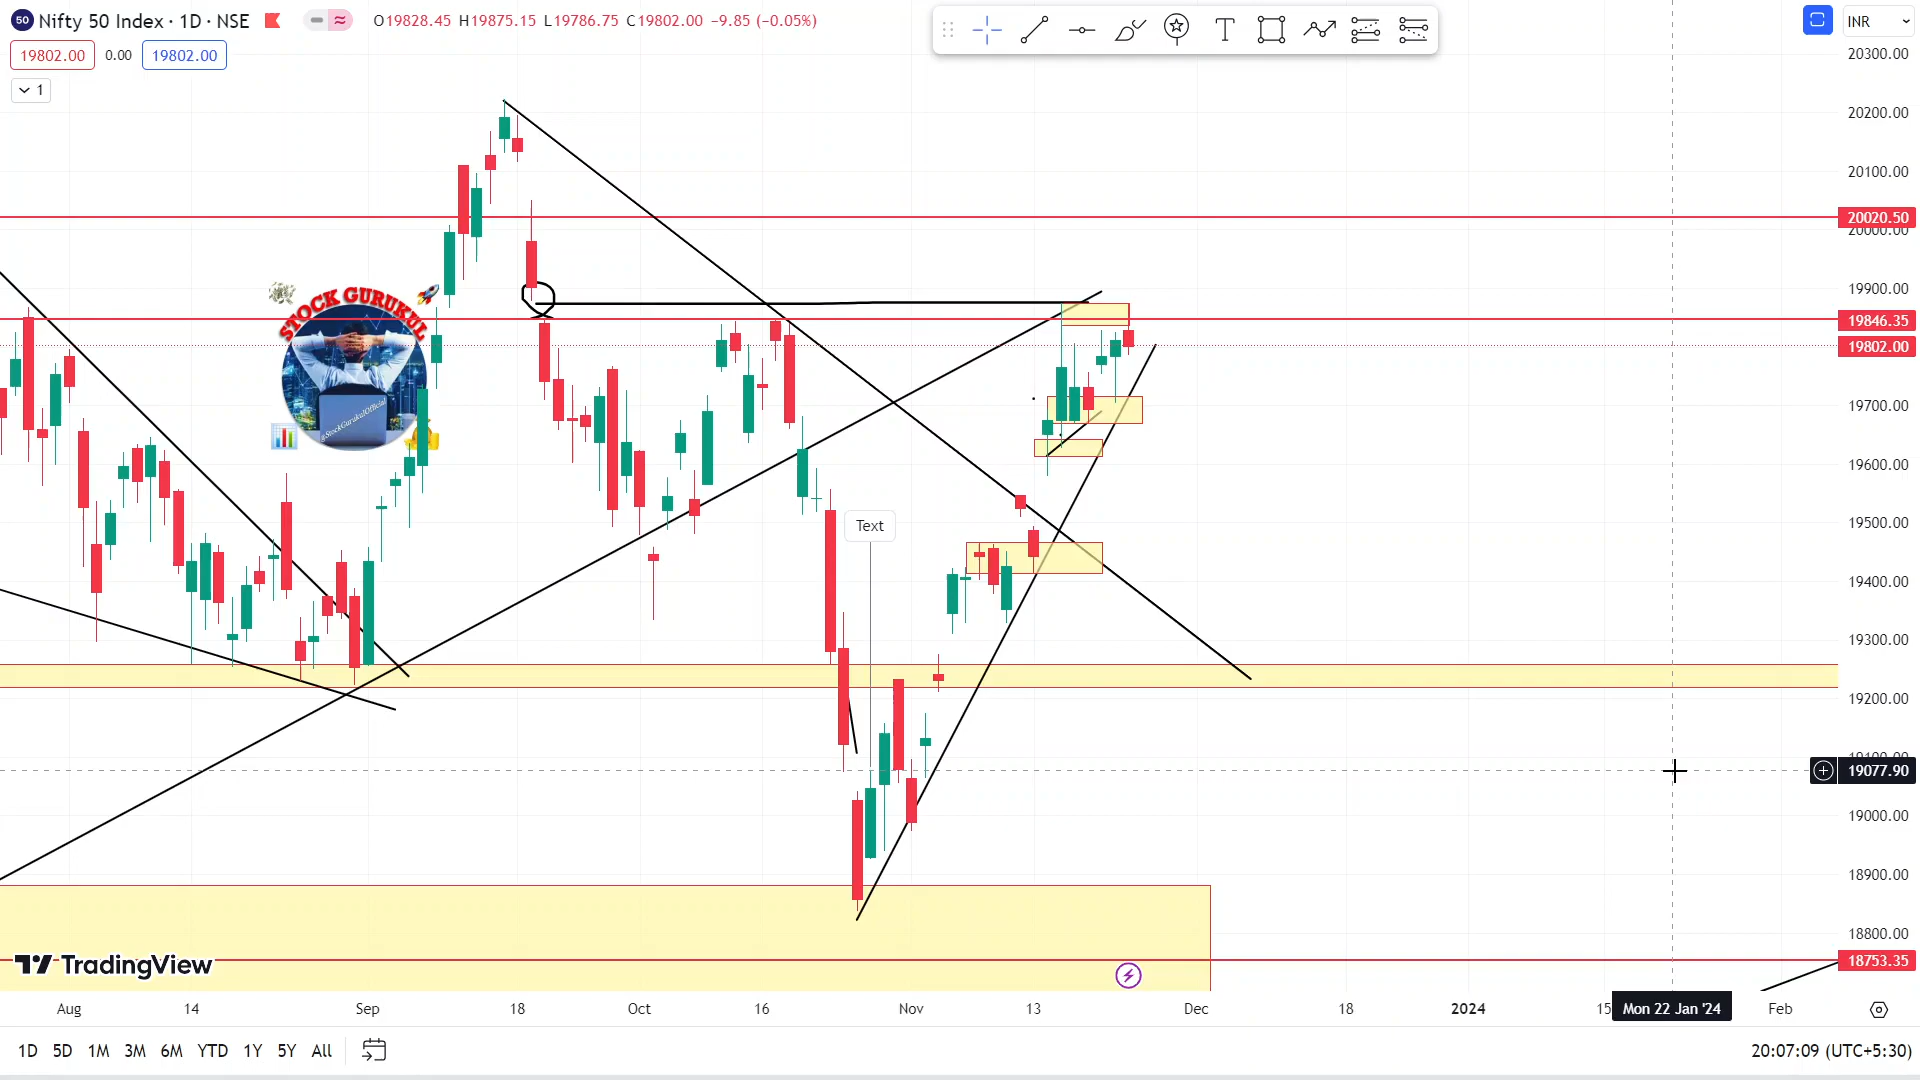 50 Nifty 50 Index · 1D · NSE O19828.45 H19875.15 L19786.75 C19802.00 −9.85 (−0.05%)
19802.00 0.00 19802.00
1
INR
20300.00
20200.00
20100.00
20020.50
20000.00
19900.00
19846.35
19802.00
19700.00
19600.00
19500.00
19400.00
19300.00
19200.00
19100.00
19077.90
19000.00
18900.00
18800.00
18753.35
STOCK GURUKUL
@StockGurukulOfficial
Text
TradingView
Aug 14 Sep 18 Oct 16 Nov 13 Dec 18 2024 15 Mon 22 Jan '24 Feb
1D 5D 1M 3M 6M YTD 1Y 5Y All 20:07:09 (UTC+5:30)